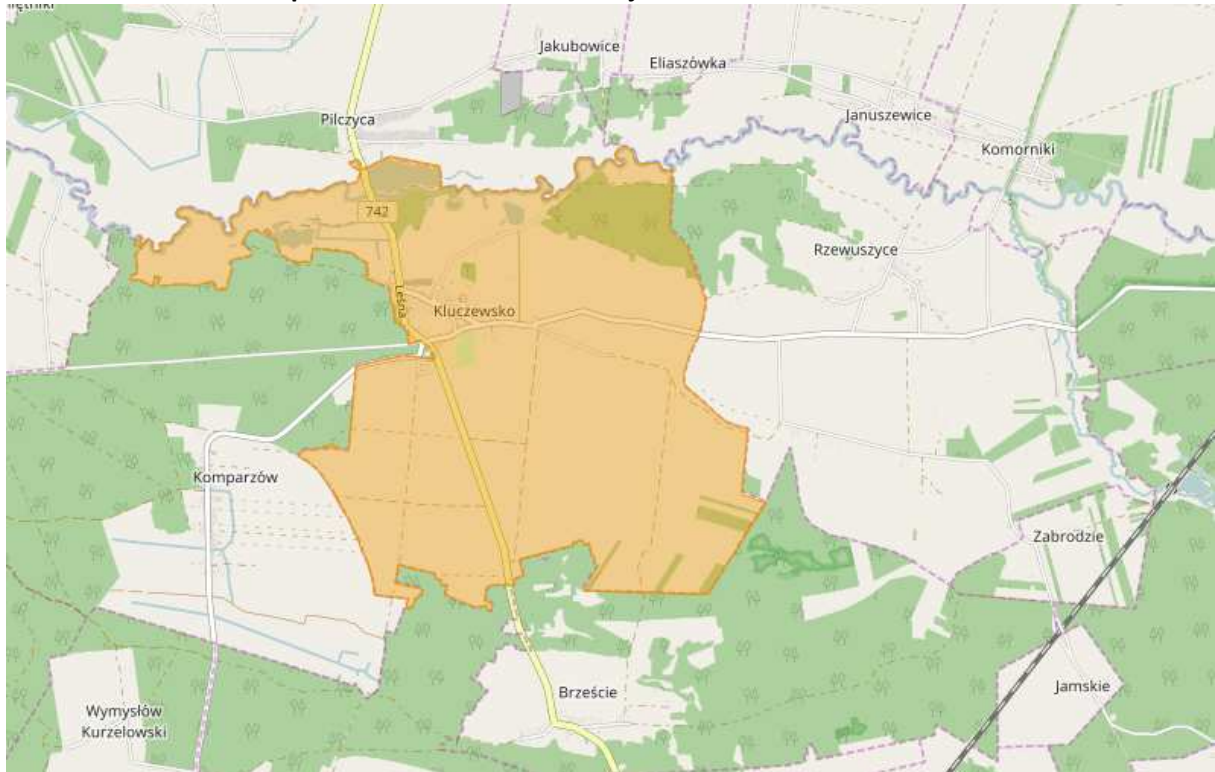 Jakubowice
Eliaszówka
Pilczyca
Januszewice
Komorniki
742
Rzewuszyce
Leśna
Kluczewsko
Komparzów
Zabrodzie
Brzeście
Jamskie
Wymysłów
Kurzelowski